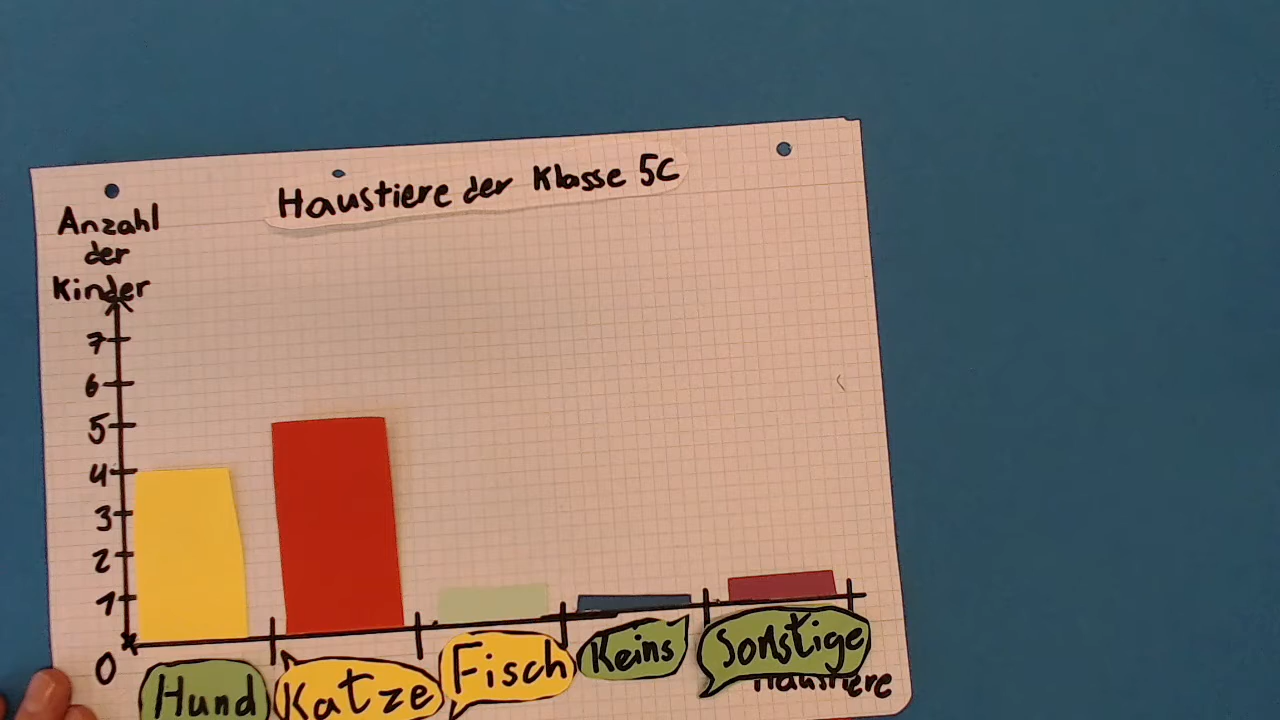 Haustiere der Klasse 5C
Anzahl
der
Kinder
7
6
5
4
3
2
1
0
Hund
Katze
Fisch
Keins
Sonstige
Haustiere